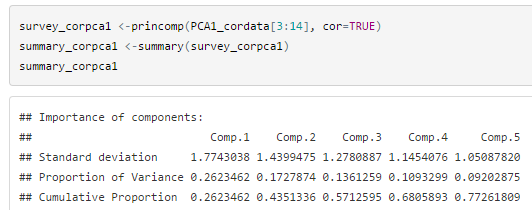 survey_corpca1 <-princomp(PCA1_cordata[3:14], cor=TRUE)
summary_corpca1 <-summary(survey_corpca1)
summary_corpca1
## Importance of components:
##                           Comp.1    Comp.2    Comp.3    Comp.4     Comp.5
## Standard deviation     1.7743038 1.4399475 1.2780887 1.1454076 1.05087820
## Proportion of Variance 0.2623462 0.1727874 0.1361259 0.1093299 0.09202875
## Cumulative Proportion  0.2623462 0.4351336 0.5712595 0.6805893 0.77261809